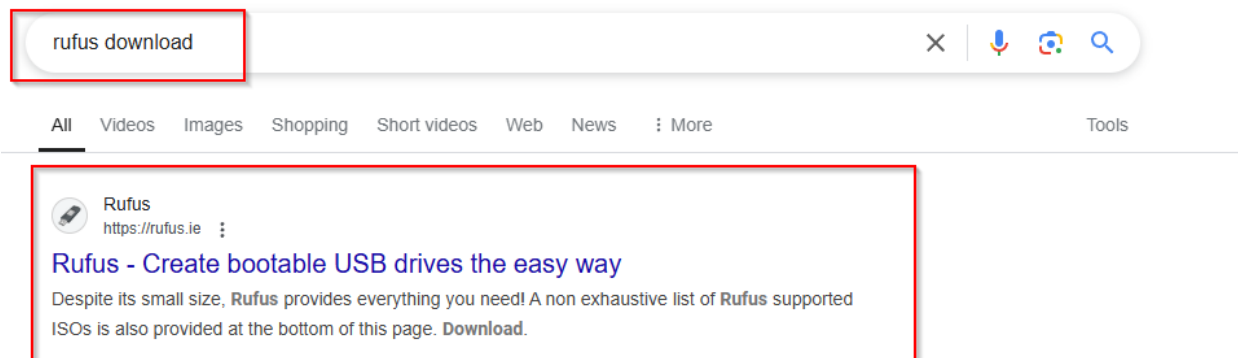 rufus download
All Videos Images Shopping Short videos Web News More Tools
Rufus
https://rufus.ie
Rufus - Create bootable USB drives the easy way
Despite its small size, Rufus provides everything you need! A non exhaustive list of Rufus supported
ISOs is also provided at the bottom of this page. Download.